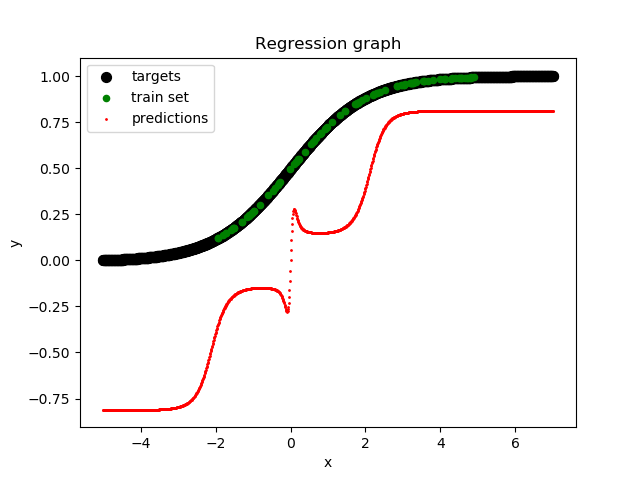 Regression graph
targets
train set
predictions
1.00
0.75
0.50
0.25
0.00
−0.25
−0.50
−0.75
y
−4 −2 0 2 4 6
x